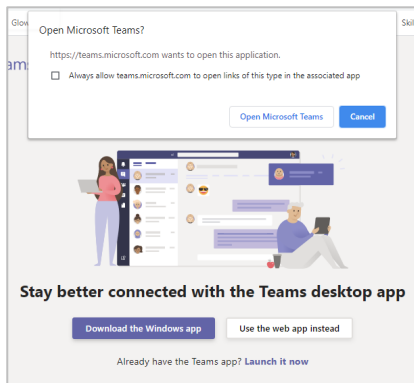 Glow
Skil
Open Microsoft Teams?
https://teams.microsoft.com wants to open this application.
Always allow teams.microsoft.com to open links of this type in the associated app
Open Microsoft Teams
Cancel
ams
Stay better connected with the Teams desktop app
Download the Windows app
Use the web app instead
Already have the Teams app? Launch it now